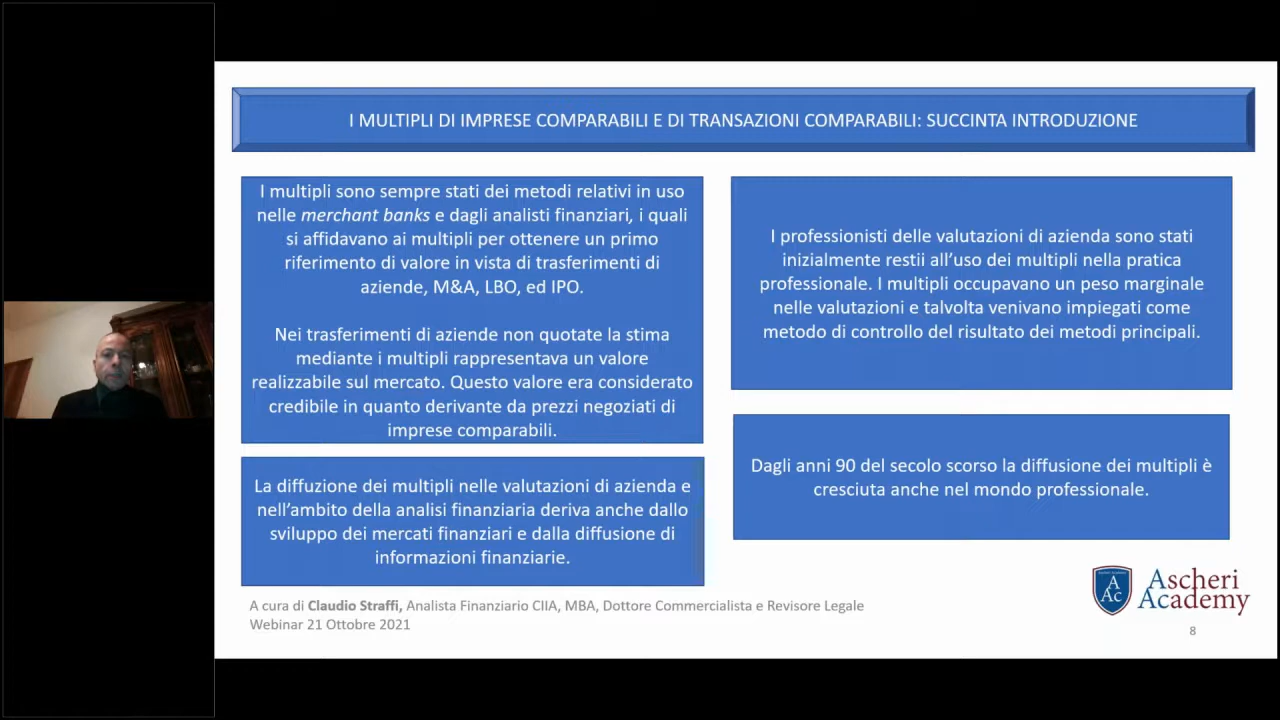 I MULTIPLI DI IMPRESE COMPARABILI E DI TRANSAZIONI COMPARABILI: SUCCINTA INTRODUZIONE
I multipli sono sempre stati dei metodi relativi in uso
nelle merchant banks e dagli analisti finanziari, i quali
si affidavano ai multipli per ottenere un primo
riferimento di valore in vista di trasferimenti di
aziende, M&A, LBO, ed IPO.
Nei trasferimenti di aziende non quotate la stima
mediante i multipli rappresentava un valore
realizzabile sul mercato. Questo valore era considerato
credibile in quanto derivante da prezzi negoziati di
imprese comparabili.
La diffuzione dei multipli nelle valutazioni di azienda e
nell’ambito della analisi finanziaria deriva anche dallo
sviluppo dei mercati finanziari e dalla diffusione di
informazioni finanziarie.
I professionisti delle valutazioni di azienda sono stati
inizialmente restii all’uso dei multipli nella pratica
professionale. I multipli occupavano un peso marginale
nelle valutazioni e talvolta venivano impiegati come
metodo di controllo del risultato dei metodi principali.
Dagli anni 90 del secolo scorso la diffusione dei multipli è
cresciuta anche nel mondo professionale.
A cura di Claudio Straffi, Analista Finanziario CIIA, MBA, Dottore Commercialista e Revisore Legale
Webinar 21 Ottobre 2021
A
Ac
Ascheri
Academy
8